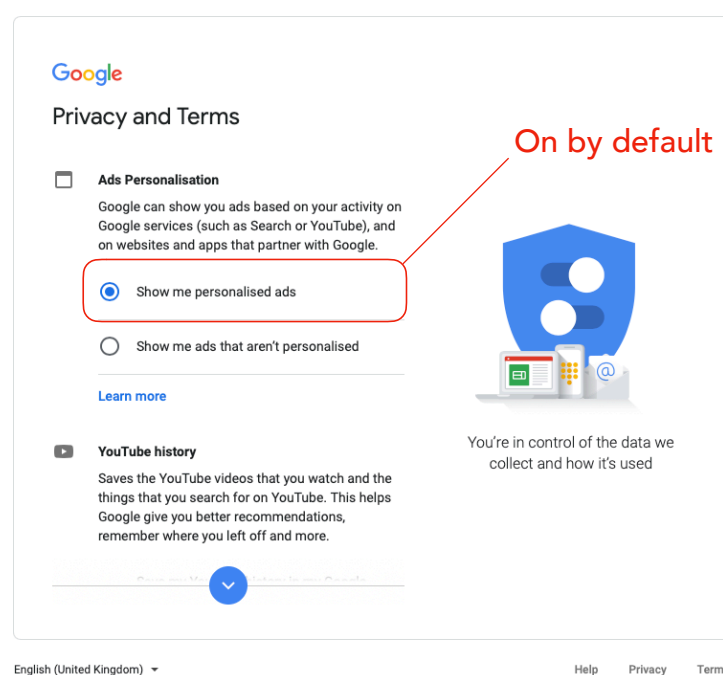 Google
Privacy and Terms
On by default
Ads Personalisation
Google can show you ads based on your activity on
Google services (such as Search or YouTube), and
on websites and apps that partner with Google.
Show me personalised ads
Show me ads that aren't personalised
Learn more
You're in control of the data we
collect and how it's used
YouTube history
Saves the YouTube videos that you watch and the
things that you search for on YouTube. This helps
Google give you better recommendations,
remember where you left off and more.
English (United Kingdom)
Help Privacy Term